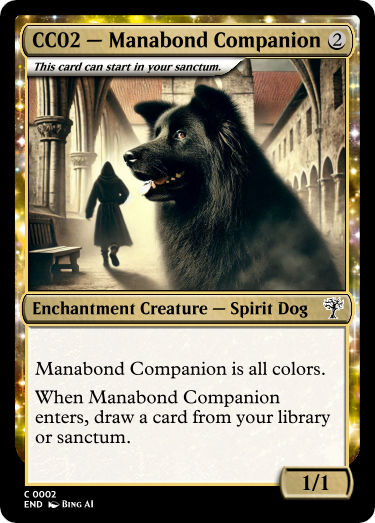 CC02 — Manabond Companion 2
This card can start in your sanctum.
Enchantment Creature — Spirit Dog
Manabond Companion is all colors.
When Manabond Companion
enters, draw a card from your library
or sanctum.
1/1
C 0002
END Bing AI